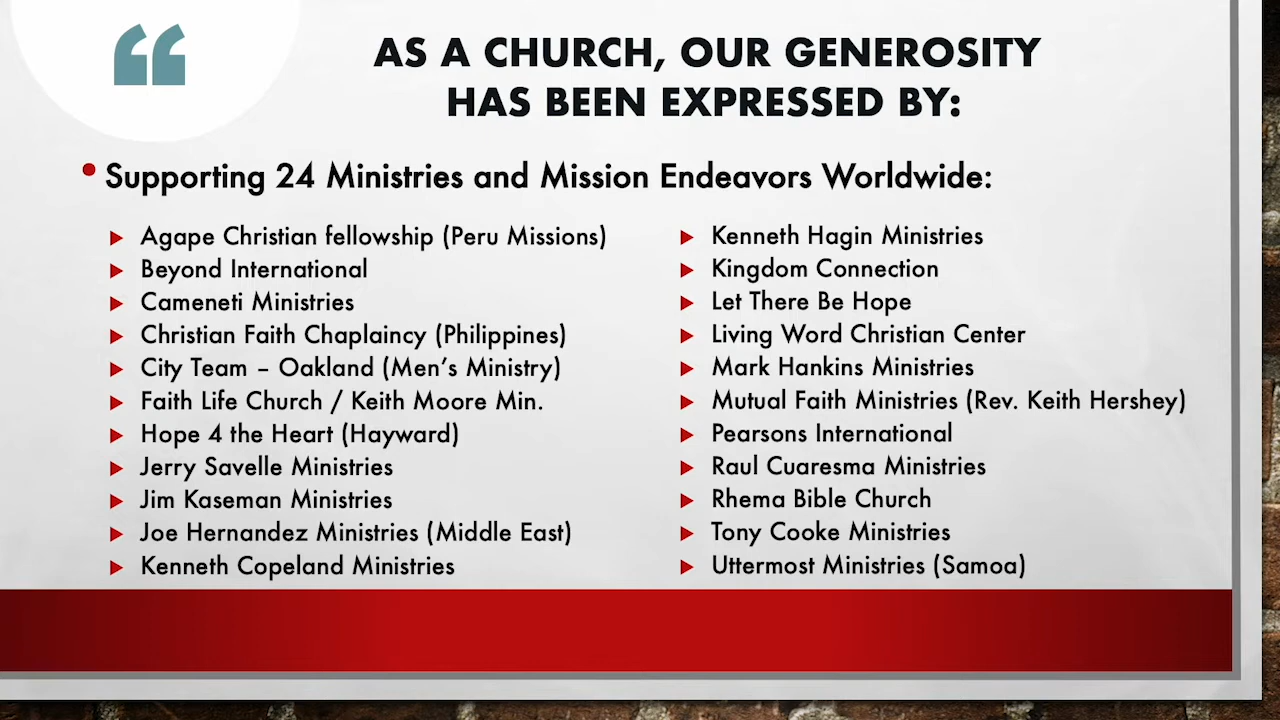 “
AS A CHURCH, OUR GENEROSITY
HAS BEEN EXPRESSED BY:
• Supporting 24 Ministries and Mission Endeavors Worldwide:
Agape Christian fellowship (Peru Missions)
Beyond International
Cameneti Ministries
Christian Faith Chaplaincy (Philippines)
City Team – Oakland (Men’s Ministry)
Faith Life Church / Keith Moore Min.
Hope 4 the Heart (Hayward)
Jerry Savelle Ministries
Jim Kaseman Ministries
Joe Hernandez Ministries (Middle East)
Kenneth Copeland Ministries
Kenneth Hagin Ministries
Kingdom Connection
Let There Be Hope
Living Word Christian Center
Mark Hankins Ministries
Mutual Faith Ministries (Rev. Keith Hershey)
Pearsons International
Raul Cuaresma Ministries
Rhema Bible Church
Tony Cooke Ministries
Uttermost Ministries (Samoa)